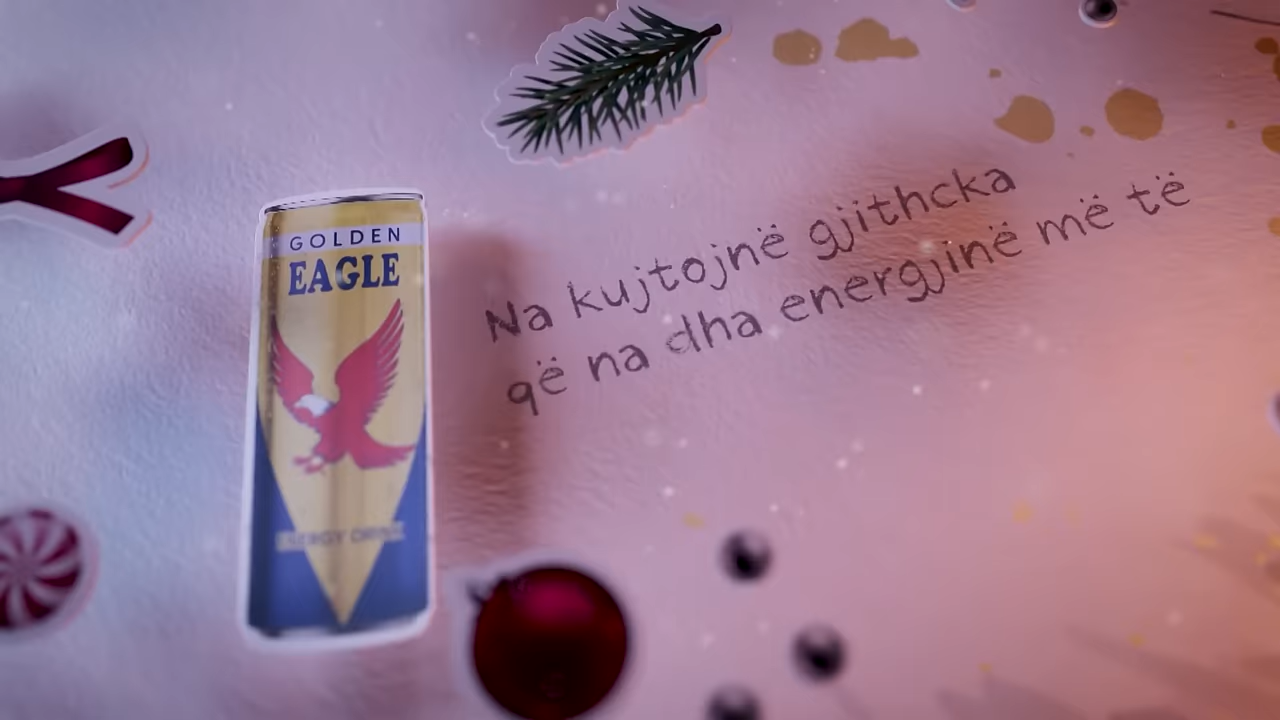 GOLDEN
EAGLE
ENERGY DRINK
Na kujtojnë gjithcka
që na dha energjinë më të